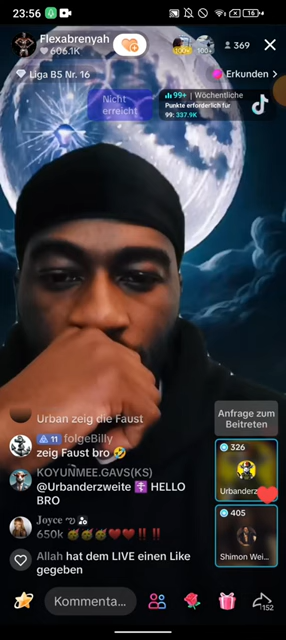 23:56
16
Flexabrenyah
606.1K
369
Liga B5 Nr. 16
Erkunden >
Nicht
erreicht
99+ | Wöchentliche
Punkte erforderlich für
99: 337.9K
Urban zeig die Faust
11 folgeBilly
zeig Faust bro 🤣
KOYUNMEE.GAVS(KS)
@Urbanderzweite HELLO
BRO
Joyce
650k 🥳🥳🥳❤️❤️‼️‼️
Allah hat dem LIVE einen Like
gegeben
Anfrage zum
Beitreten
326
Urbanderz
405
Shimon Wei...
Kommenta...
152